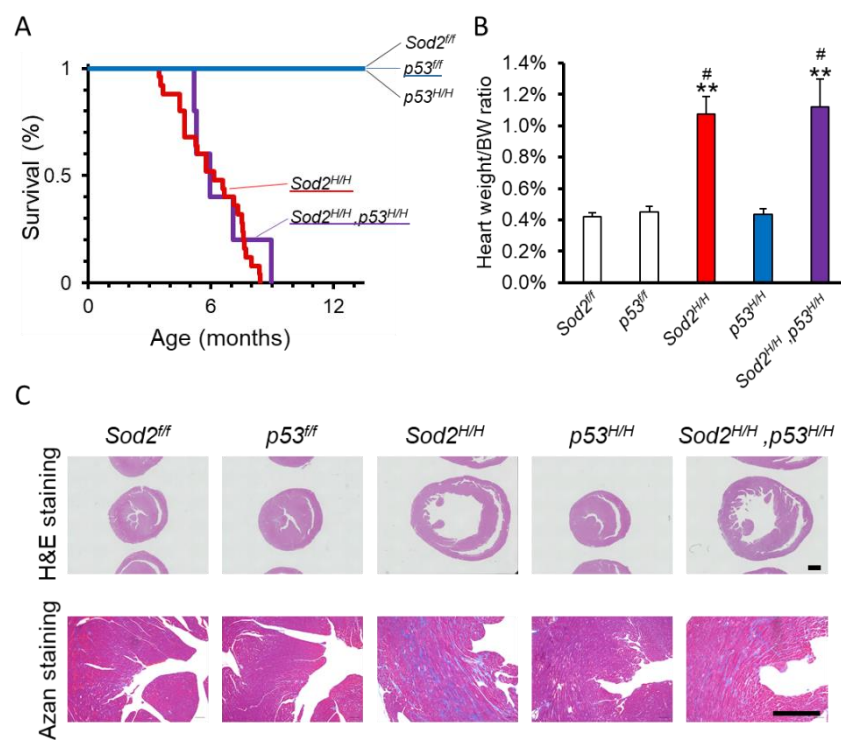 A
Survival (%)
1
0.5
0
0
6
12
Age (months)
Sod2f/f
p53f/f
p53H/H
Sod2H/H
Sod2H/H ,p53H/H
B
Heart weight/BW ratio
1.4%
1.2%
1.0%
0.8%
0.6%
0.4%
0.2%
0.0%
#
**
#
**
Sod2f/f
p53f/f
Sod2H/H
p53H/H
Sod2H/H ,p53H/H
C
Sod2f/f p53f/f Sod2H/H p53H/H Sod2H/H ,p53H/H
H&E staining
Azan staining